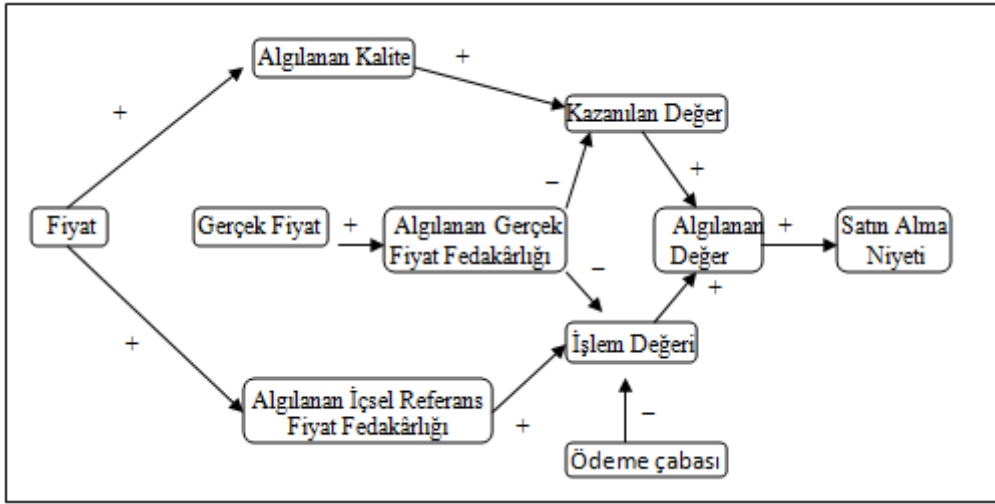 Algılanan Kalite
+
+
Kazanılan Değer
+
−
Fiyat
Gerçek Fiyat
+
Algılanan Gerçek
Fiyat Fedakârlığı
Algılanan
Değer
+
Satın Alma
Niyeti
−
+
+
İşlem Değeri
Algılanan İçsel Referans
Fiyat Fedakârlığı
+
−
Ödeme çabası